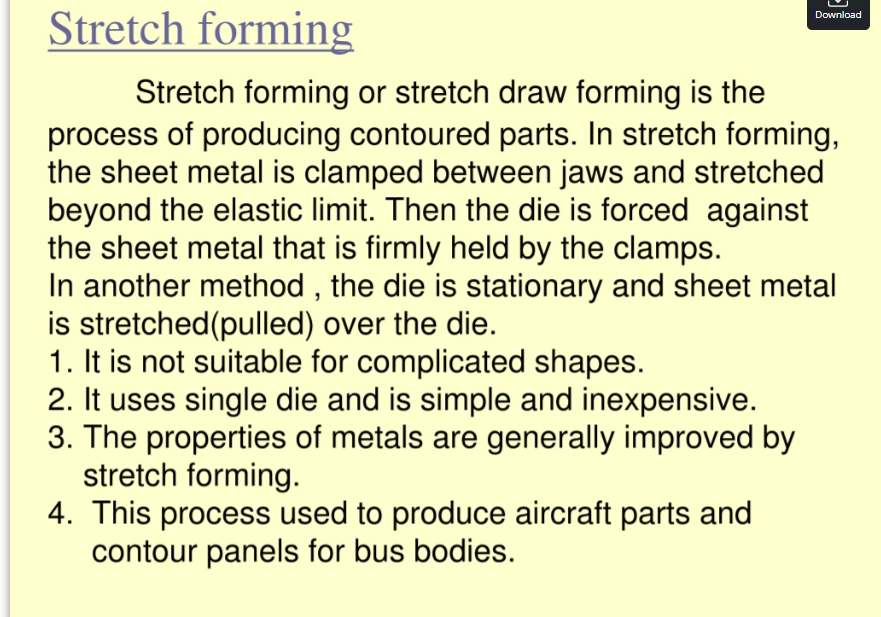 Download
Stretch forming
Stretch forming or stretch draw forming is the
process of producing contoured parts. In stretch forming,
the sheet metal is clamped between jaws and stretched
beyond the elastic limit. Then the die is forced  against
the sheet metal that is firmly held by the clamps.
In another method , the die is stationary and sheet metal
is stretched(pulled) over the die.
1. It is not suitable for complicated shapes.
2. It uses single die and is simple and inexpensive.
3. The properties of metals are generally improved by
stretch forming.
4.  This process used to produce aircraft parts and
contour panels for bus bodies.